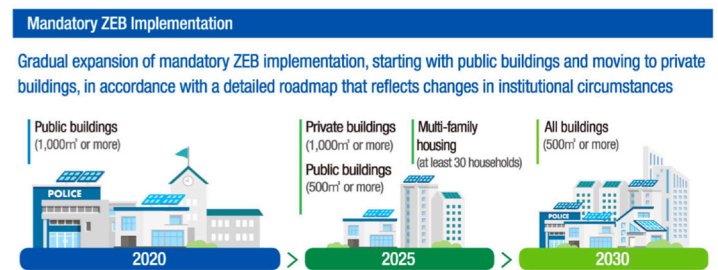 Mandatory ZEB Implementation
Gradual expansion of mandatory ZEB implementation, starting with public buildings and moving to private
buildings, in accordance with a detailed roadmap that reflects changes in institutional circumstances
Public buildings
(1,000㎡ or more)
POLICE
2020
>
Private buildings
(1,000㎡ or more)
Public buildings
(500㎡ or more)
Multi-family
housing
(at least 30 households)
2025
>
All buildings
(500㎡ or more)
POLICE
2030